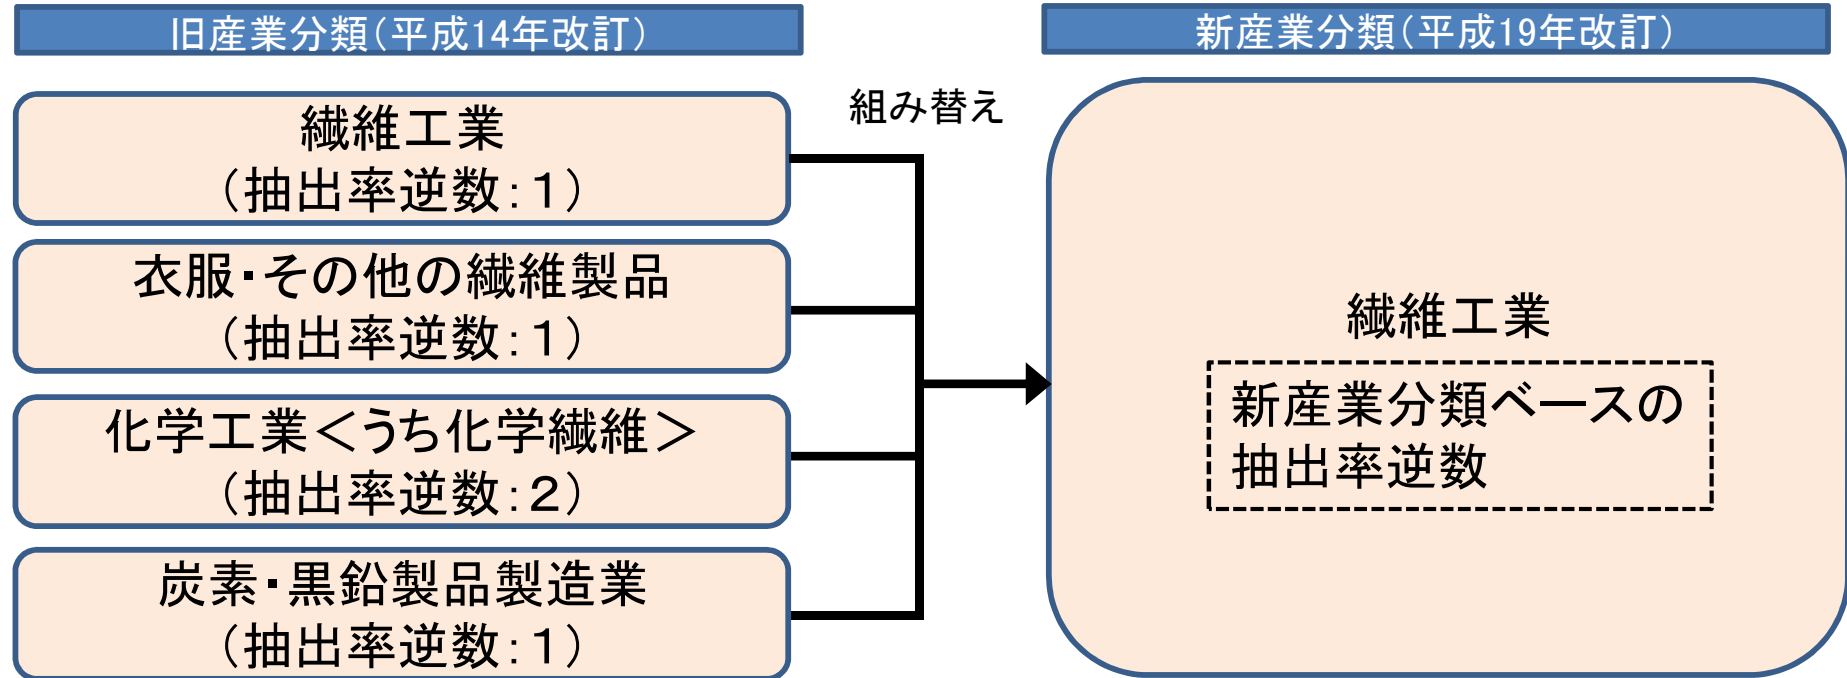 旧産業分類(平成14年改訂)
新産業分類(平成19年改訂)
組み替え
繊維工業
(抽出率逆数:1)
衣服・その他の繊維製品
(抽出率逆数:1)
化学工業<うち化学繊維>
(抽出率逆数:2)
炭素・黒鉛製品製造業
(抽出率逆数:1)
繊維工業
新産業分類ベースの
抽出率逆数